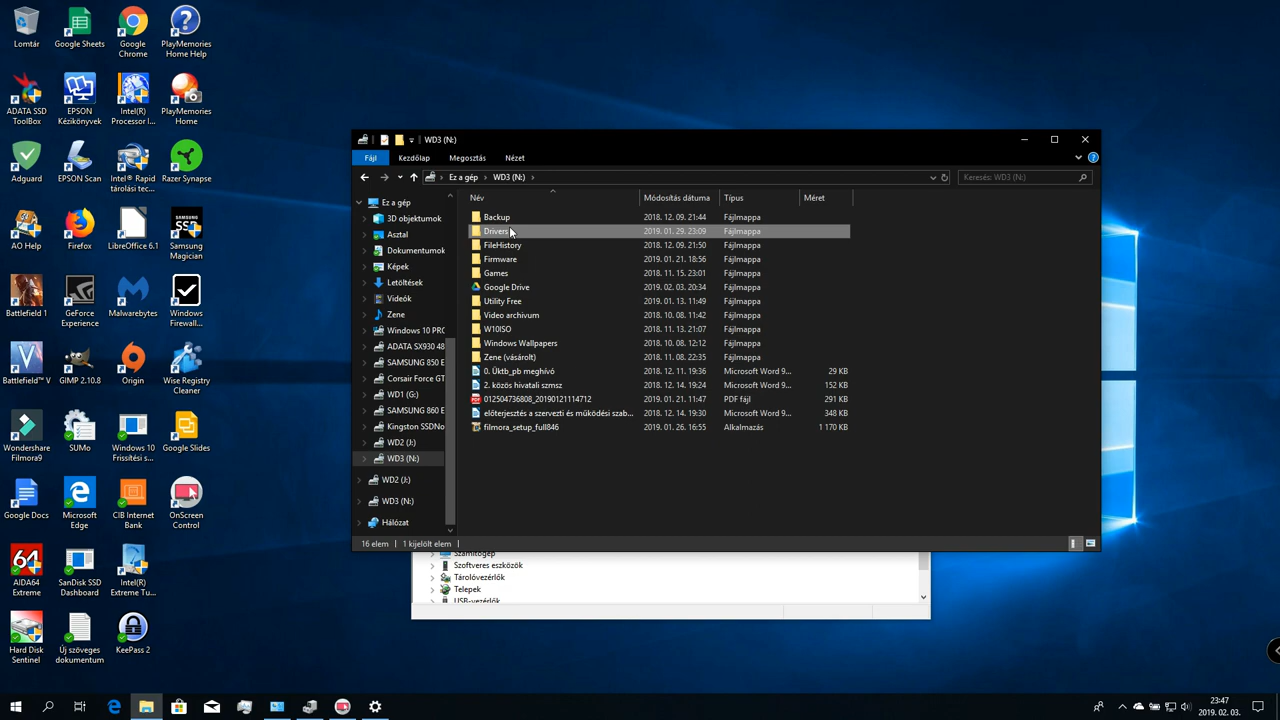 Lomtár
Google Sheets
Google
Chrome
PlayMemories
Home Help
ADATA SSD
ToolBox
EPSON
Kézikönyvek
Intel(R)
Processor I...
PlayMemories
Home
Adguard
EPSON Scan
Intel® Rapid
tárolási tec...
Razer Synapse
AO Help
Firefox
LibreOffice 6.1
Samsung
Magician
Battlefield 1
GeForce
Experience
Malwarebytes
Windows
Firewall...
Battlefield™ V
GIMP 2.10.8
Origin
Wise Registry
Cleaner
Wondershare
Filmora9
SUMo
Windows 10
Frissítési s...
Google Slides
Google Docs
Microsoft
Edge
CIB Internet
Bank
OnScreen
Control
64
AIDA64
Extreme
SanDisk SSD
Dashboard
Intel(R)
Extreme Tu...
Hard Disk
Sentinel
Új szöveges
dokumentum
KeePass 2
WD3 (N:)
Fájl Kezdőlap Megosztás Nézet
Ez a gép WD3 (N:)
Keresés: WD3 (N:)
Ez a gép
3D objektumok
Asztal
Dokumentumok
Képek
Letöltések
Videók
Zene
Windows 10 PRC
ADATA SX930 48
SAMSUNG 850 E
Corsair Force GT
WD1 (G:)
SAMSUNG 860 E
Kingston SSDNo
WD2 (J:)
WD3 (N:)
WD2 (J:)
WD3 (N:)
Hálózat
Név Módosítás dátuma Típus Méret
Backup 2018. 12. 09. 21:44 Fájlmappa
Drivers 2019. 01. 29. 23:09 Fájlmappa
FileHistory 2018. 12. 09. 21:50 Fájlmappa
Firmware 2019. 01. 21. 18:56 Fájlmappa
Games 2018. 11. 15. 23:01 Fájlmappa
Google Drive 2019. 02. 03. 20:34 Fájlmappa
Utility Free 2019. 01. 13. 11:49 Fájlmappa
Video archivum 2018. 10. 08. 11:42 Fájlmappa
W10ISO 2018. 11. 13. 21:07 Fájlmappa
Windows Wallpapers 2018. 10. 08. 12:12 Fájlmappa
Zene (vásárolt) 2018. 11. 08. 22:35 Fájlmappa
0. Üktb_pb meghívó 2018. 12. 11. 19:36 Microsoft Word 9... 29 KB
2. közös hivatali szmsz 2018. 12. 14. 19:24 Microsoft Word 9... 152 KB
012504736808_20190121114712 2019. 01. 21. 11:47 PDF fájl 291 KB
előterjesztés a szervezti és működési szab... 2018. 12. 14. 19:30 Microsoft Word 9... 348 KB
filmora_setup_full846 2019. 01. 26. 16:55 Alkalmazás 1 170 KB
16 elem 1 kijelölt elem
Számítógép
Szoftveres eszközök
Tárolóvezérlők
Telepek
USB-vezérlők
23:47
2019. 02. 03.